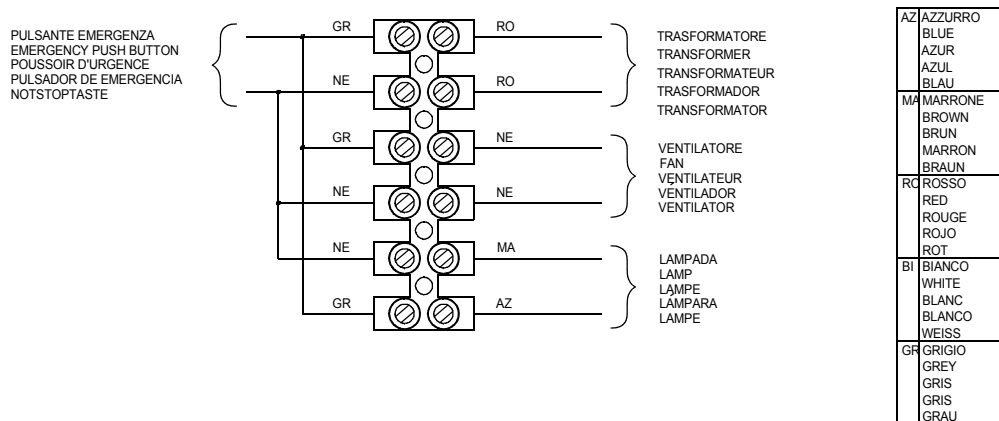 PULSANTE EMERGENZA
EMERGENCY PUSH BUTTON
POUSSOIR D'URGENCE
PULSADOR DE EMERGENCIA
NOTSTOPTASTE
GR RO
NE RO
GR NE
NE NE
NE MA
GR AZ
TRASFORMATORE
TRANSFORMER
TRANSFORMATEUR
TRASFORMADOR
TRANSFORMATOR
VENTILATORE
FAN
VENTILATEUR
VENTILADOR
VENTILATOR
LAMPADA
LAMP
LAMPE
LÁMPARA
LAMPE
AZ AZZURRO
BLUE
AZUR
AZUL
BLAU
MA MARRONE
BROWN
BRUN
MARRON
BRAUN
RO ROSSO
RED
ROUGE
ROJO
ROT
BI BIANCO
WHITE
BLANC
BLANCO
WEISS
GR GRIGIO
GREY
GRIS
GRIS
GRAU